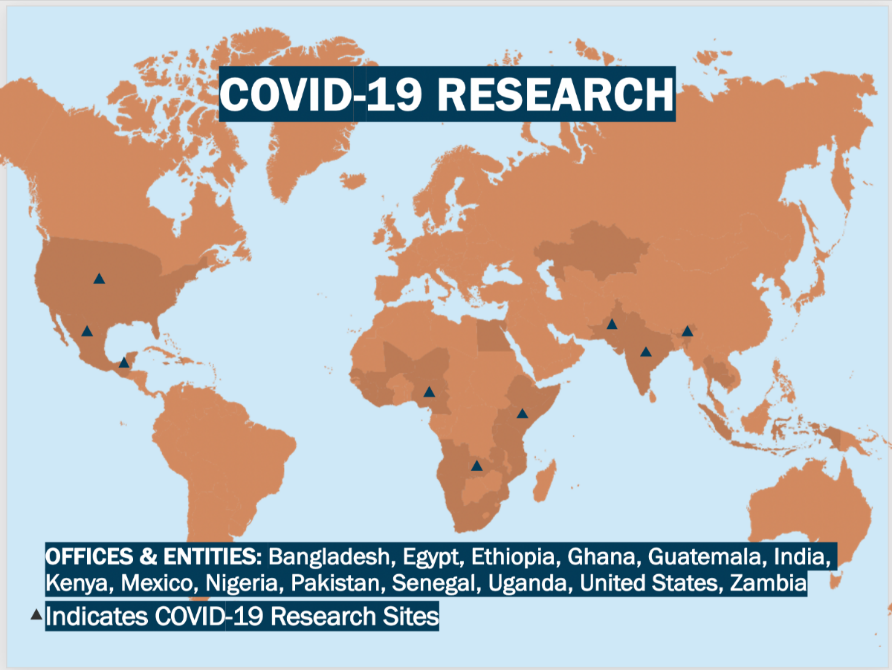 COVID-19 RESEARCH
OFFICES & ENTITIES: Bangladesh, Egypt, Ethiopia, Ghana, Guatemala, India,
Kenya, Mexico, Nigeria, Pakistan, Senegal, Uganda, United States, Zambia
Indicates COVID-19 Research Sites